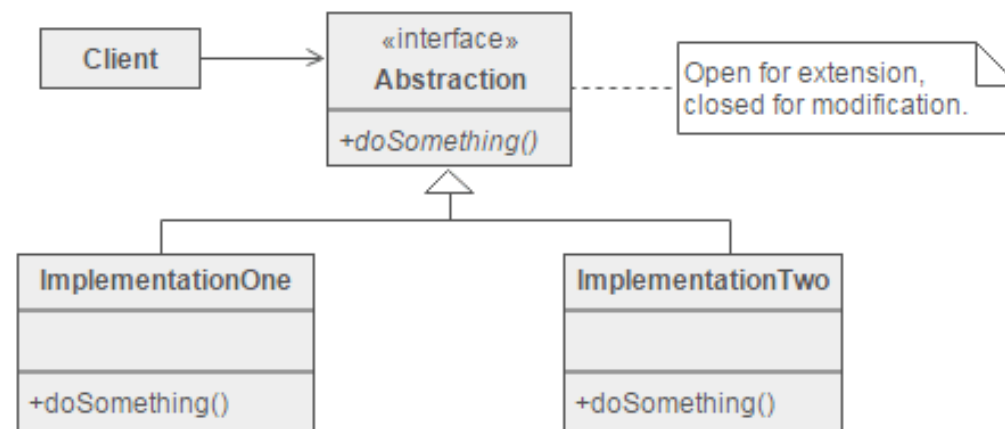 Client
«interface»
Abstraction
+doSomething()
Open for extension,
closed for modification.
ImplementationOne
+doSomething()
ImplementationTwo
+doSomething()